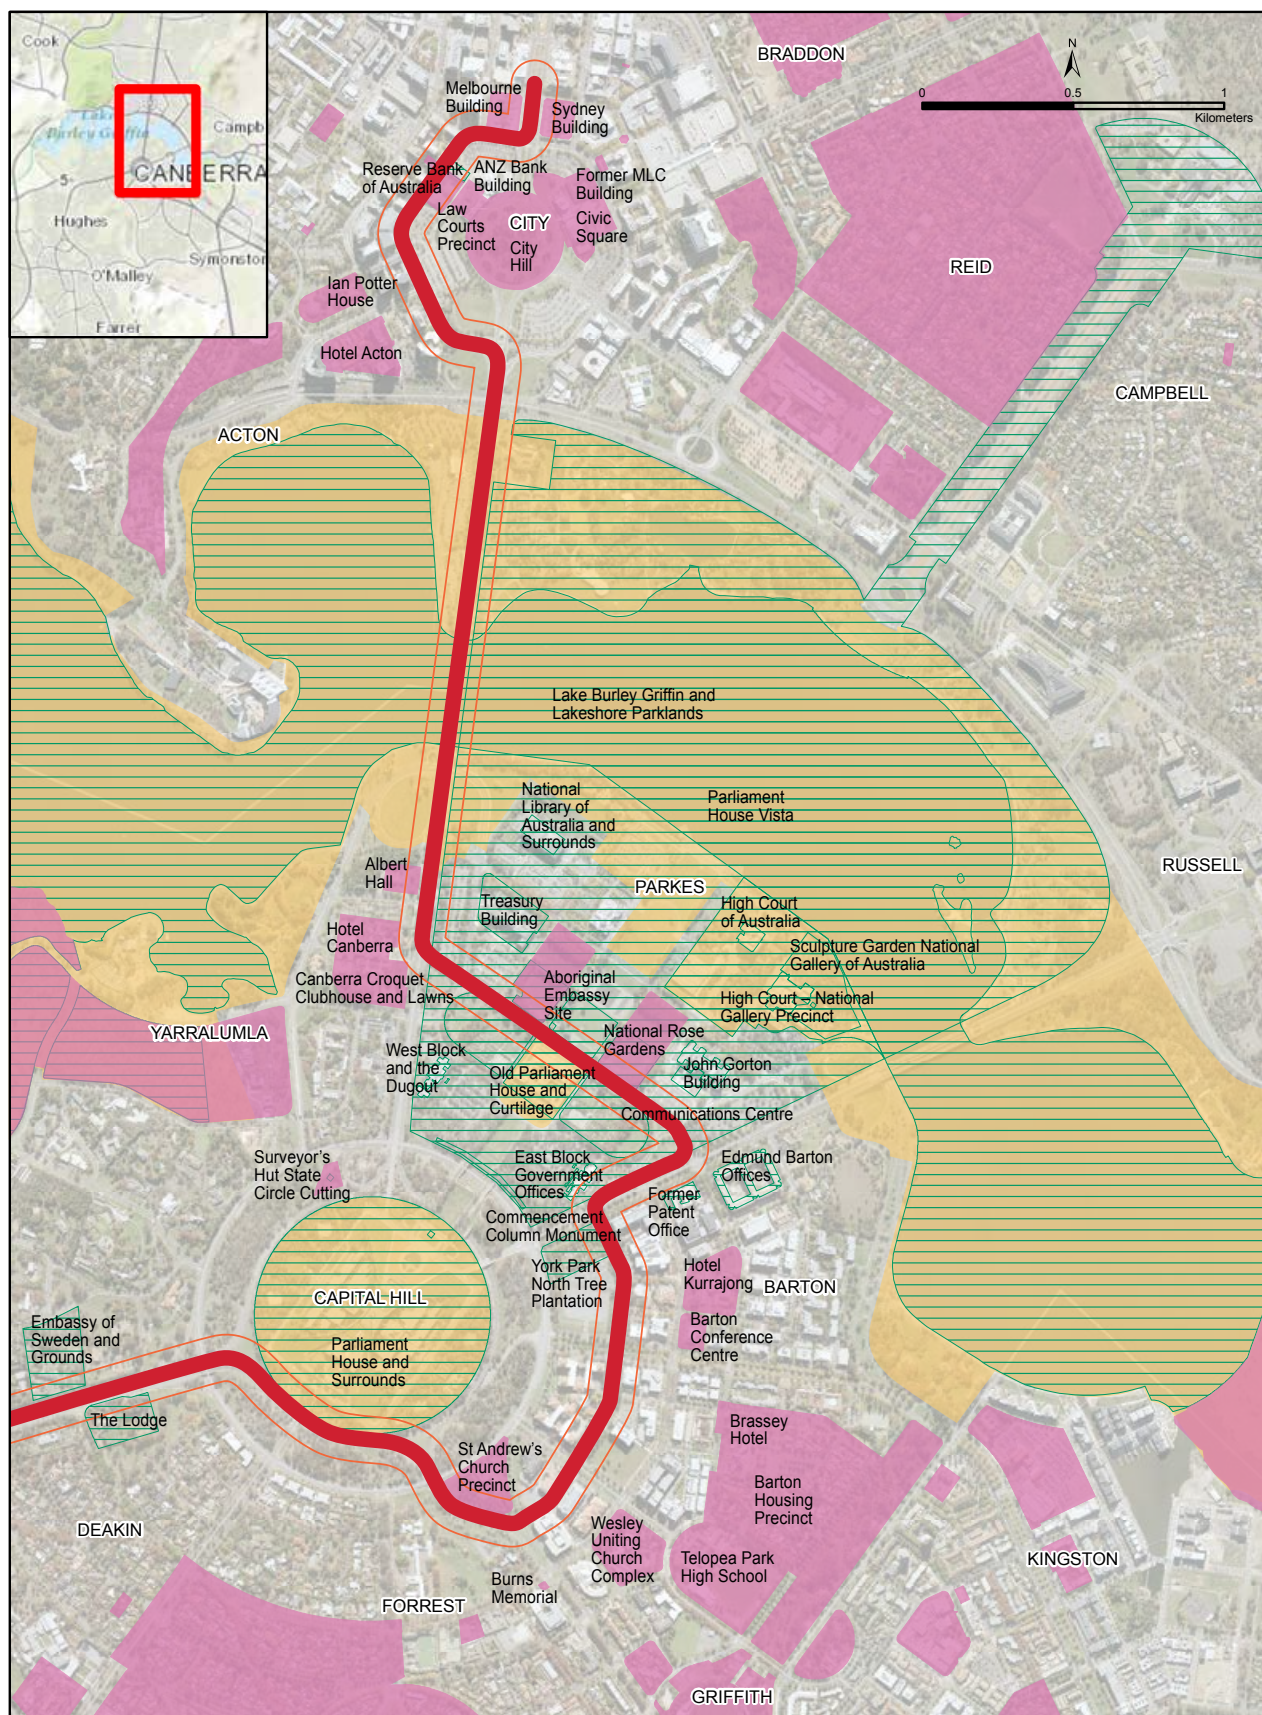 Cook
Lake
Burley Griffin
Campb
CANBERRA
5
Hughes
Symonston
O'Malley
Farrer
BRADDON
N
0
0.5
1
Kilometers
Melbourne
Building
Sydney
Building
Reserve Bank
of Australia
ANZ Bank
Building
Former MLC
Building
Law
Courts
Precinct
CITY
City
Hill
Civic
Square
REID
Ian Potter
House
Hotel Acton
CAMPBELL
ACTON
Lake Burley Griffin and
Lakeshore Parklands
National
Library of
Australia and
Surrounds
Parliament
House Vista
RUSSELL
Albert
Hall
PARKES
Treasury
Building
High Court
of Australia
Hotel
Canberra
Sculpture Garden National
Gallery of Australia
Canberra Croquet
Clubhouse and Lawns
Aboriginal
Embassy
Site
High Court – National
Gallery Precinct
YARRALUMLA
National Rose
Gardens
West Block
and the
Dugout
Old Parliament
House and
Curtilage
John Gorton
Building
Communications Centre
Surveyor's
Hut State
Circle Cutting
East Block
Government
Offices
Edmund Barton
Offices
Former
Patent
Office
Commencement
Column Monument
York Park
North Tree
Plantation
Hotel
Kurrajong
BARTON
CAPITAL HILL
Embassy of
Sweden and
Grounds
Parliament
House and
Surrounds
Barton
Conference
Centre
The Lodge
Brassey
Hotel
St Andrew's
Church
Precinct
Barton
Housing
Precinct
DEAKIN
Wesley
Uniting
Church
Complex
Telopea Park
High School
KINGSTON
Burns
Memorial
FORREST
GRIFFITH